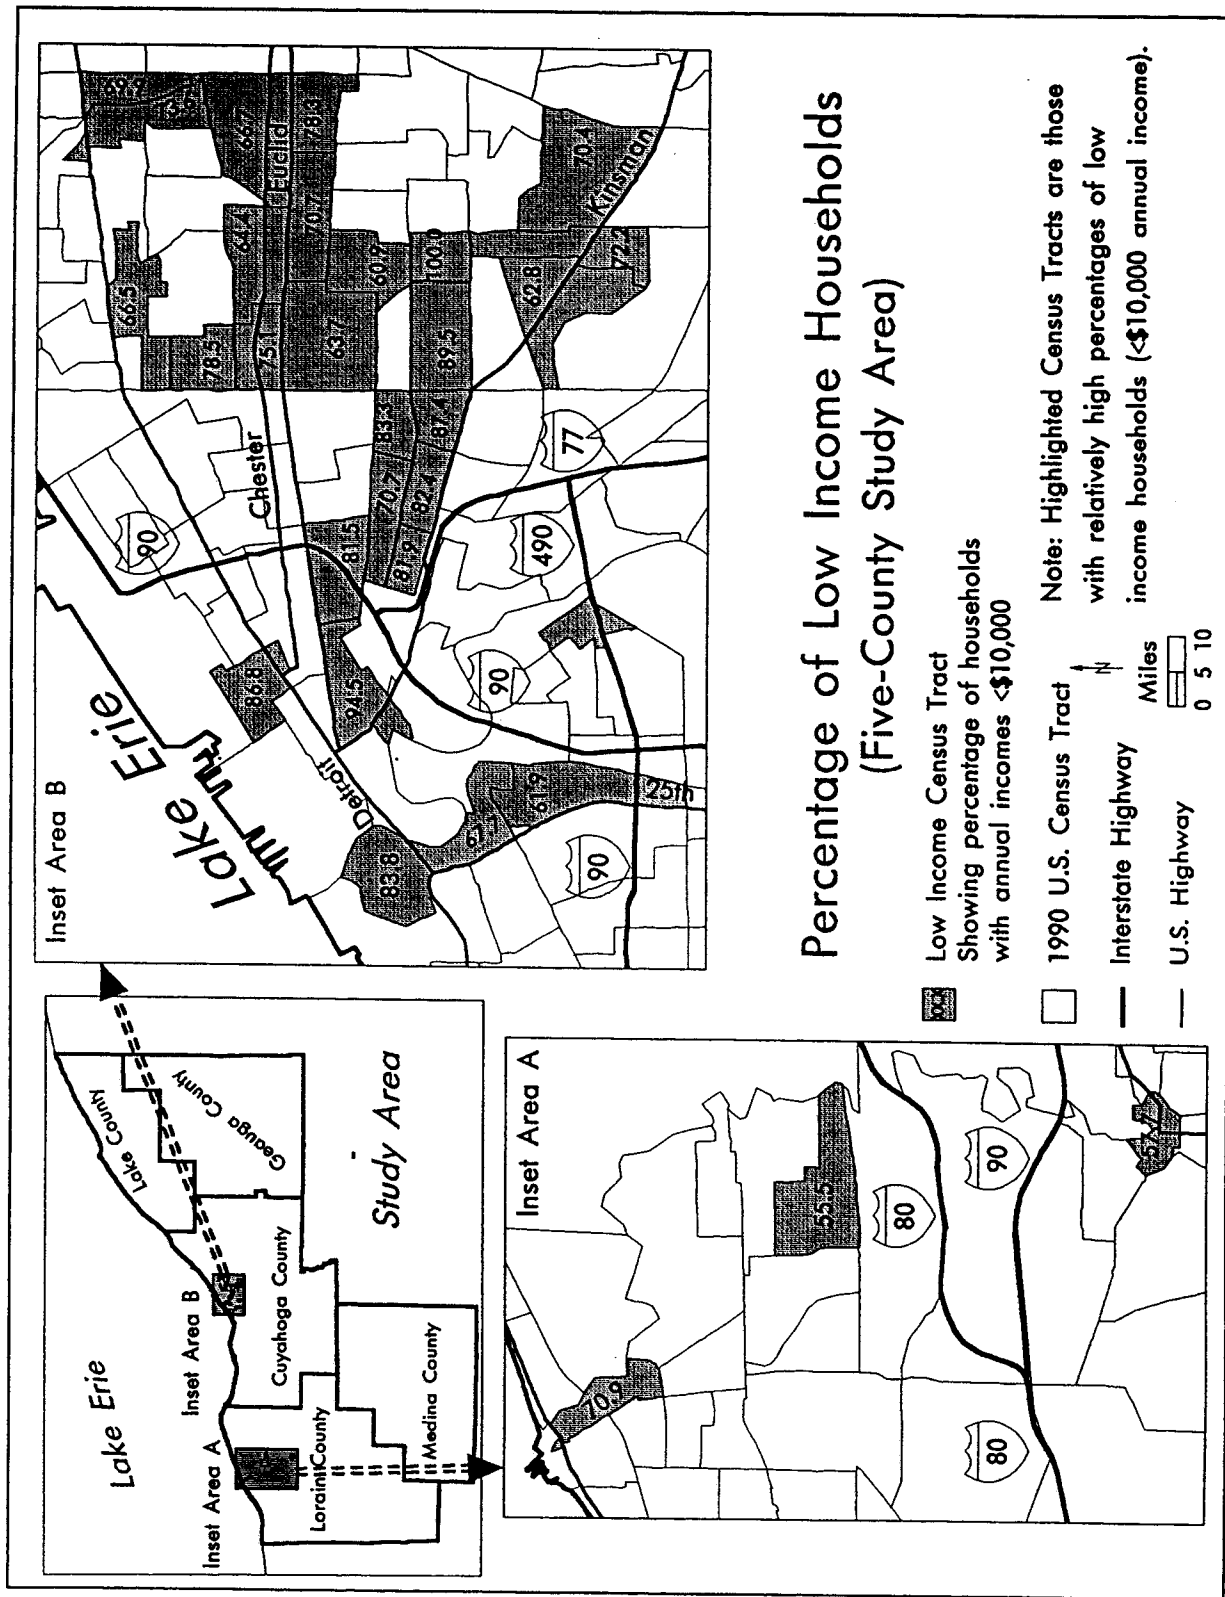 Lake Erie
Inset Area A
Inset Area B
Lake County
Geauga County
Cuyahoga County
Lorain County
Medina County
Study Area
Inset Area B
Lake Erie
90
Chester
86.8
Detroit
83.8
94.5
81.5
90
90
61.9
25th
490
77
81.9
70.7
82.4
83.3
87.4
66.5
78.5
75.1
63.7
89.5
64.4
70.7
60.9
100.0
62.8
72.2
66.7
Euclid
78.3
70.4
Kinsman
Inset Area A
70.9
55.5
80
90
80
Percentage of Low Income Households
(Five-County Study Area)
Low Income Census Tract
Showing percentage of households
with annual incomes <$10,000
1990 U.S. Census Tract
Interstate Highway
U.S. Highway
N
Miles
0 5 10
Note: Highlighted Census Tracts are those
with relatively high percentages of low
income households (<$10,000 annual income).